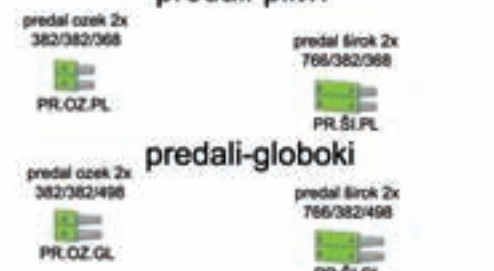 predal ozek 2x
382/382/368
PR.OZ.PL
predal širok 2x
766/382/368
PR.ŠI.PL
predali-globoki
predal ozek 2x
382/382/498
PR.OZ.GL
predal širok 2x
766/382/498